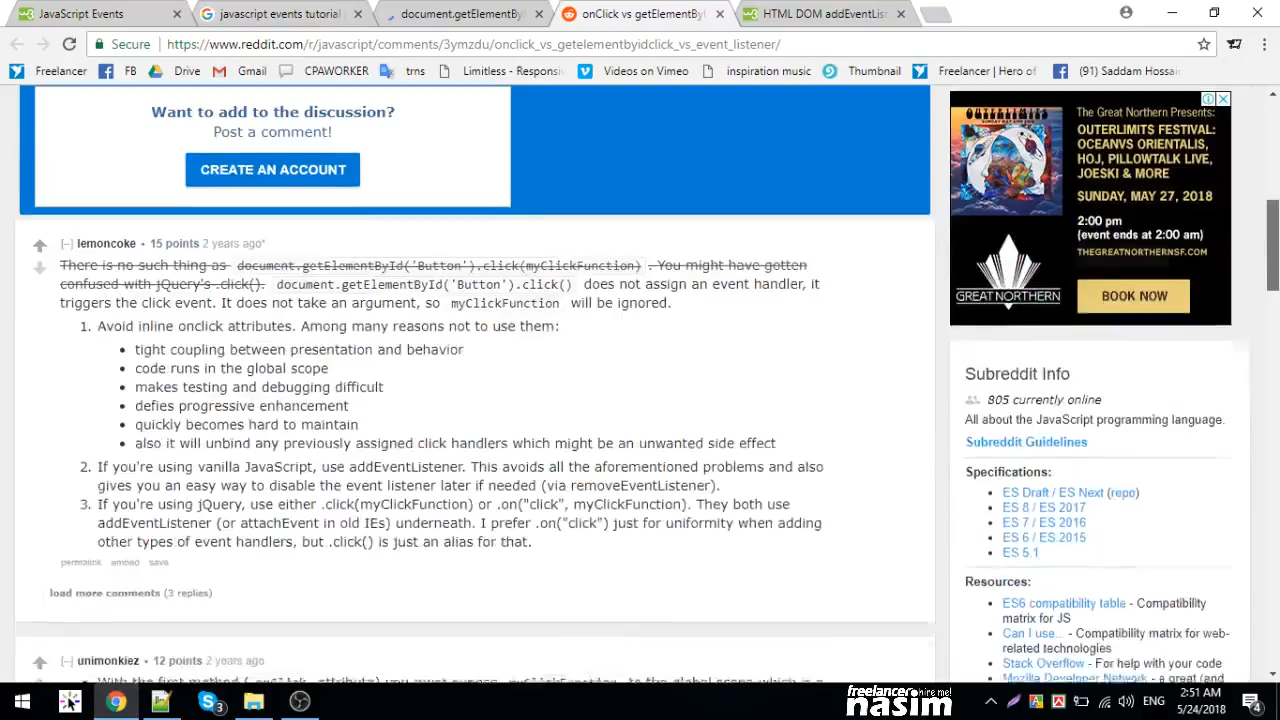 JavaScript Events
javascript events tutorial
document.getElementByI
onClick vs getElementBy
HTML DOM addEventLis
Secure
https://www.reddit.com/r/javascript/comments/3ymzdu/onclick_vs_getelementbyidclick_vs_event_listener/
Freelancer
FB
Drive
Gmail
CPAWORKER
trns
Limitless - Respons
Videos on Vimeo
inspiration music
Thumbnail
Freelancer | Hero of
(91) Saddam Hossai
Want to add to the discussion?
Post a comment!
CREATE AN ACCOUNT
[–] lemoncoke • 15 points 2 years ago*
There is no such thing as document.getElementById('Button').click(myClickFunction) . You might have gotten
confused with jQuery's .click(). document.getElementById('Button').click() does not assign an event handler, it
triggers the click event. It does not take an argument, so myClickFunction will be ignored.
1. Avoid inline onclick attributes. Among many reasons not to use them:
• tight coupling between presentation and behavior
• code runs in the global scope
• makes testing and debugging difficult
• defies progressive enhancement
• quickly becomes hard to maintain
• also it will unbind any previously assigned click handlers which might be an unwanted side effect
2. If you're using vanilla JavaScript, use addEventListener. This avoids all the aforementioned problems and also
gives you an easy way to disable the event listener later if needed (via removeEventListener).
3. If you're using jQuery, use either .click(myClickFunction) or .on("click", myClickFunction). They both use
addEventListener (or attachEvent in old IEs) underneath. I prefer .on("click") just for uniformity when adding
other types of event handlers, but .click() is just an alias for that.
permalink embed save
load more comments (3 replies)
[–] unimonkiez • 12 points 2 years ago
OUTERLIMITS
The Great Northern Presents:
OUTERLIMITS FESTIVAL:
OCEANVS ORIENTALIS,
HOJ, PILLOWTALK LIVE,
JOESKI & MORE
SUNDAY, MAY 27, 2018
2:00 pm
(event ends at 2:00 am)
THEGREATNORTHERNSF.COM
GREAT NORTHERN
BOOK NOW
Subreddit Info
805 currently online
All about the JavaScript programming language.
Subreddit Guidelines
Specifications:
• ES Draft / ES Next (repo)
• ES 8 / ES 2017
• ES 7 / ES 2016
• ES 6 / ES 2015
• ES 5.1
Resources:
• ES6 compatibility table - Compatibility
matrix for JS
• Can I use... - Compatibility matrix for web-
related technologies
• Stack Overflow - For help with your code
• Mozilla Developer Network - a great (and
freelancer hire me!
nasim
3
ENG
2:51 AM
5/24/2018
4